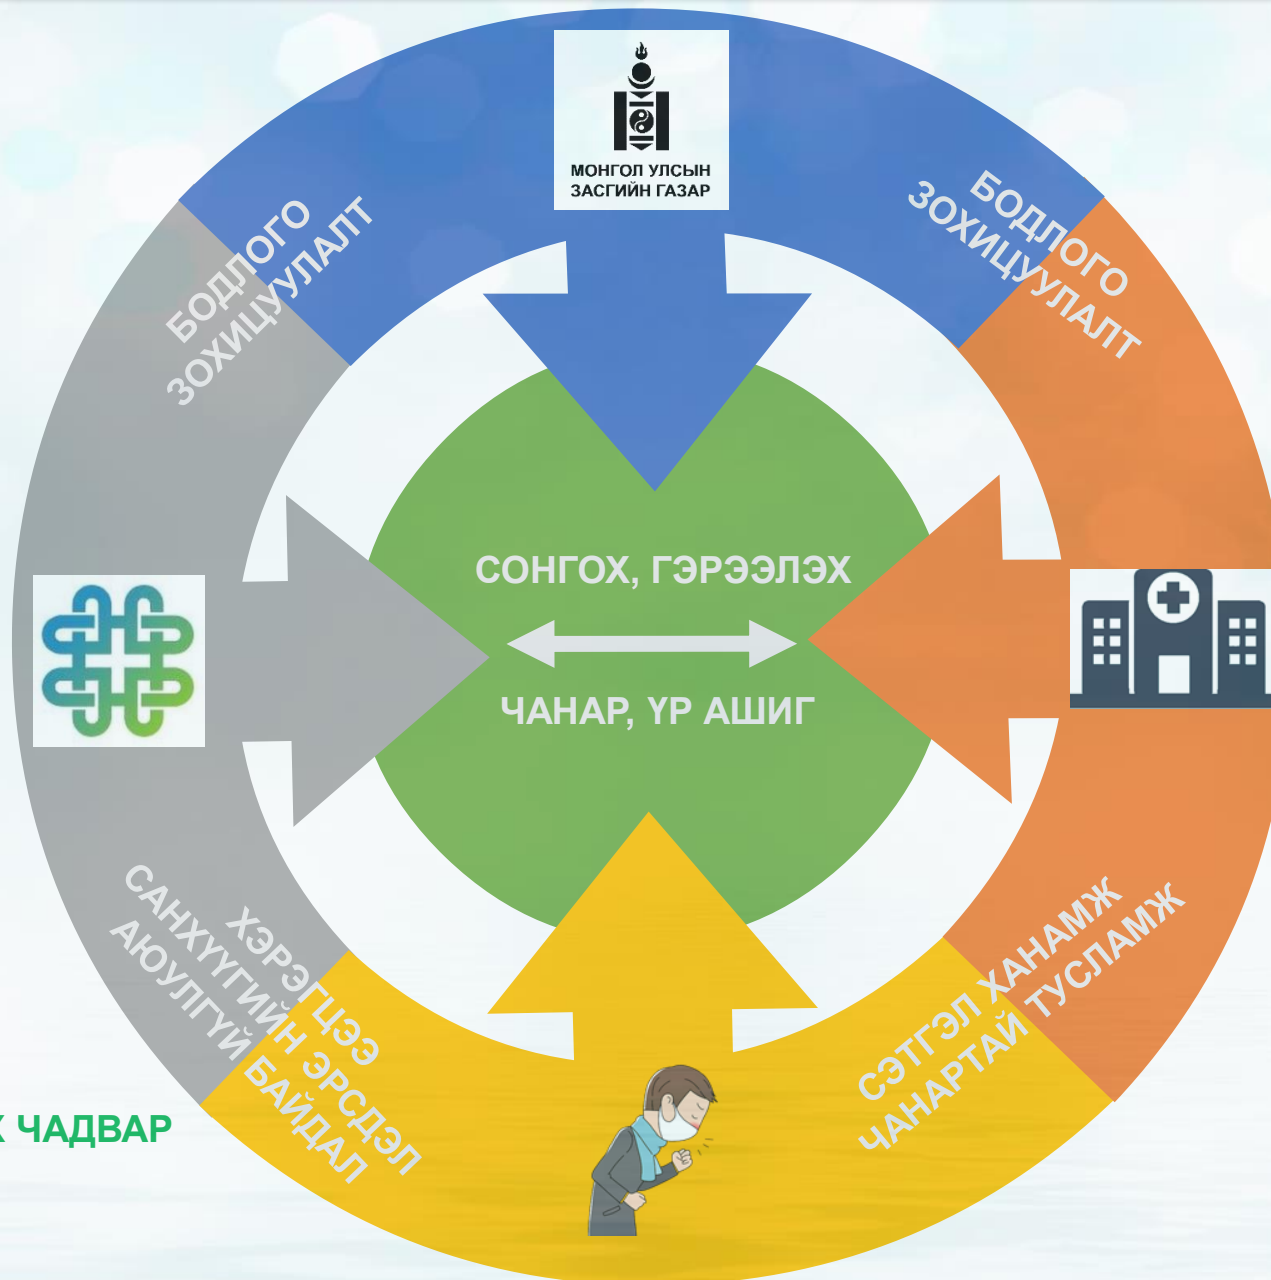 МОНГОЛ УЛСЫН
ЗАСГИЙН ГАЗАР
БОДЛОГО
ЗОХИЦУУЛАЛТ
БОДЛОГО
ЗОХИЦУУЛАЛТ
СОНГОХ, ГЭРЭЭЛЭХ
ЧАНАР, ҮР АШИГ
ХЭРЭГЦЭЭ
САНХҮҮГИЙН ЭРСДЭЛ
АЮУЛГҮЙ БАЙДАЛ
СЭТГЭЛ ХАНАМЖ
ЧАНАРТАЙ ТУСЛАМЖ
ЧАДВАР